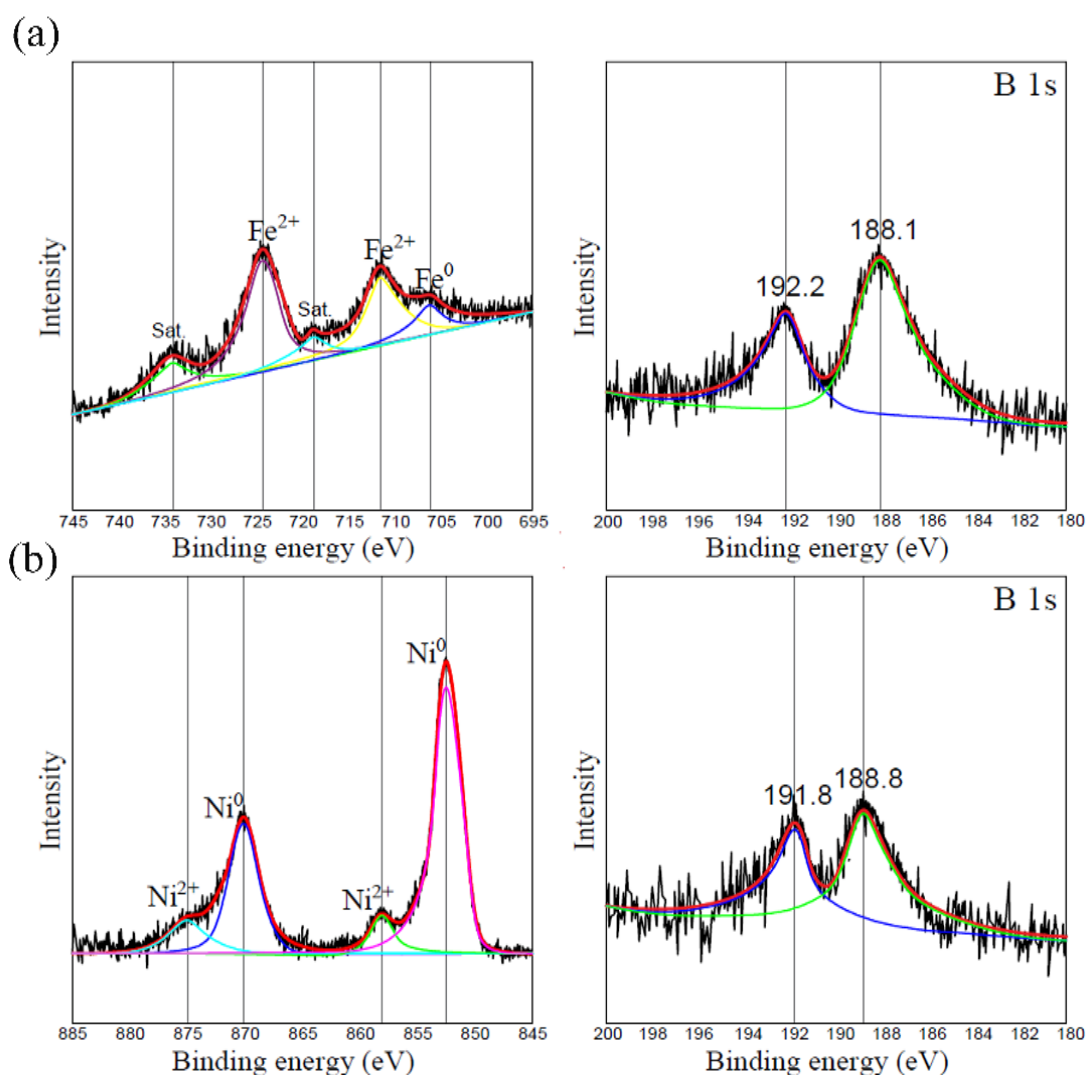 (a)
B 1s
Fe²⁺
Fe²⁺
Fe⁰
Sat.
Sat.
188.1
192.2
Intensity
Intensity
745 740 735 730 725 720 715 710 705 700 695
200 198 196 194 192 190 188 186 184 182 180
Binding energy (eV)
Binding energy (eV)
(b)
B 1s
Ni⁰
Ni⁰
Ni²⁺
Ni²⁺
191.8
188.8
Intensity
Intensity
885 880 875 870 865 860 855 850 845
200 198 196 194 192 190 188 186 184 182 180
Binding energy (eV)
Binding energy (eV)